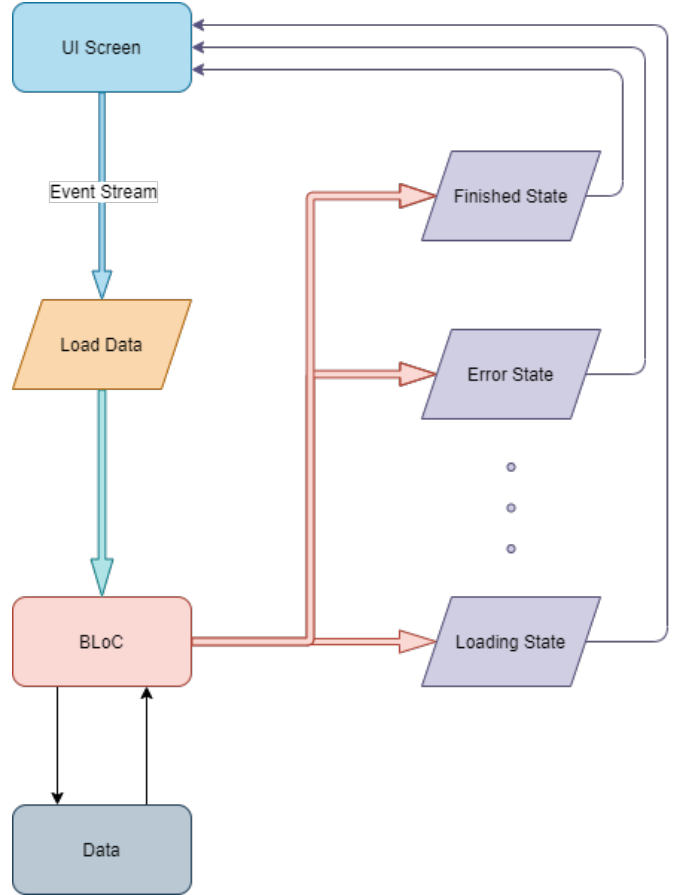 UI Screen
Event Stream
Finished State
Load Data
Error State
BLoC
Loading State
Data